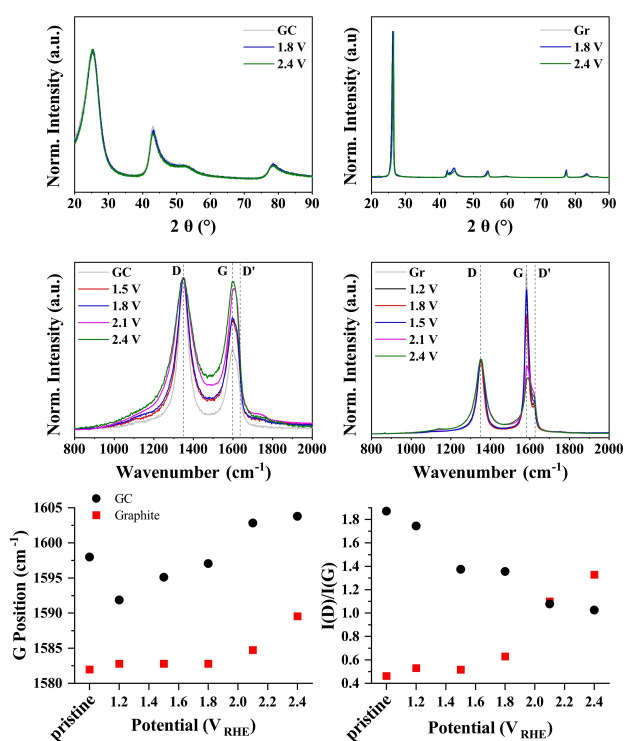 GC
1.8 V
2.4 V
Norm. Intensity (a.u.)
20 30 40 50 60 70 80 90
2 θ (°)
Gr
1.8 V
2.4 V
Norm. Intensity (a.u.)
20 30 40 50 60 70 80 90
2 θ (°)
GC
1.5 V
1.8 V
2.1 V
2.4 V
D G D'
Norm. Intensity (a.u.)
800 1000 1200 1400 1600 1800 2000
Wavenumber (cm⁻¹)
Gr
1.2 V
1.8 V
1.5 V
2.1 V
2.4 V
D G D'
Norm. Intensity (a.u.)
800 1000 1200 1400 1600 1800 2000
Wavenumber (cm⁻¹)
GC
Graphite
G Position (cm⁻¹)
1605
1600
1595
1590
1585
1580
pristine 1.2 1.4 1.6 1.8 2.0 2.2 2.4
Potential (V_RHE)
I(D)/I(G)
1.8
1.6
1.4
1.2
1.0
0.8
0.6
0.4
pristine 1.2 1.4 1.6 1.8 2.0 2.2 2.4
Potential (V_RHE)